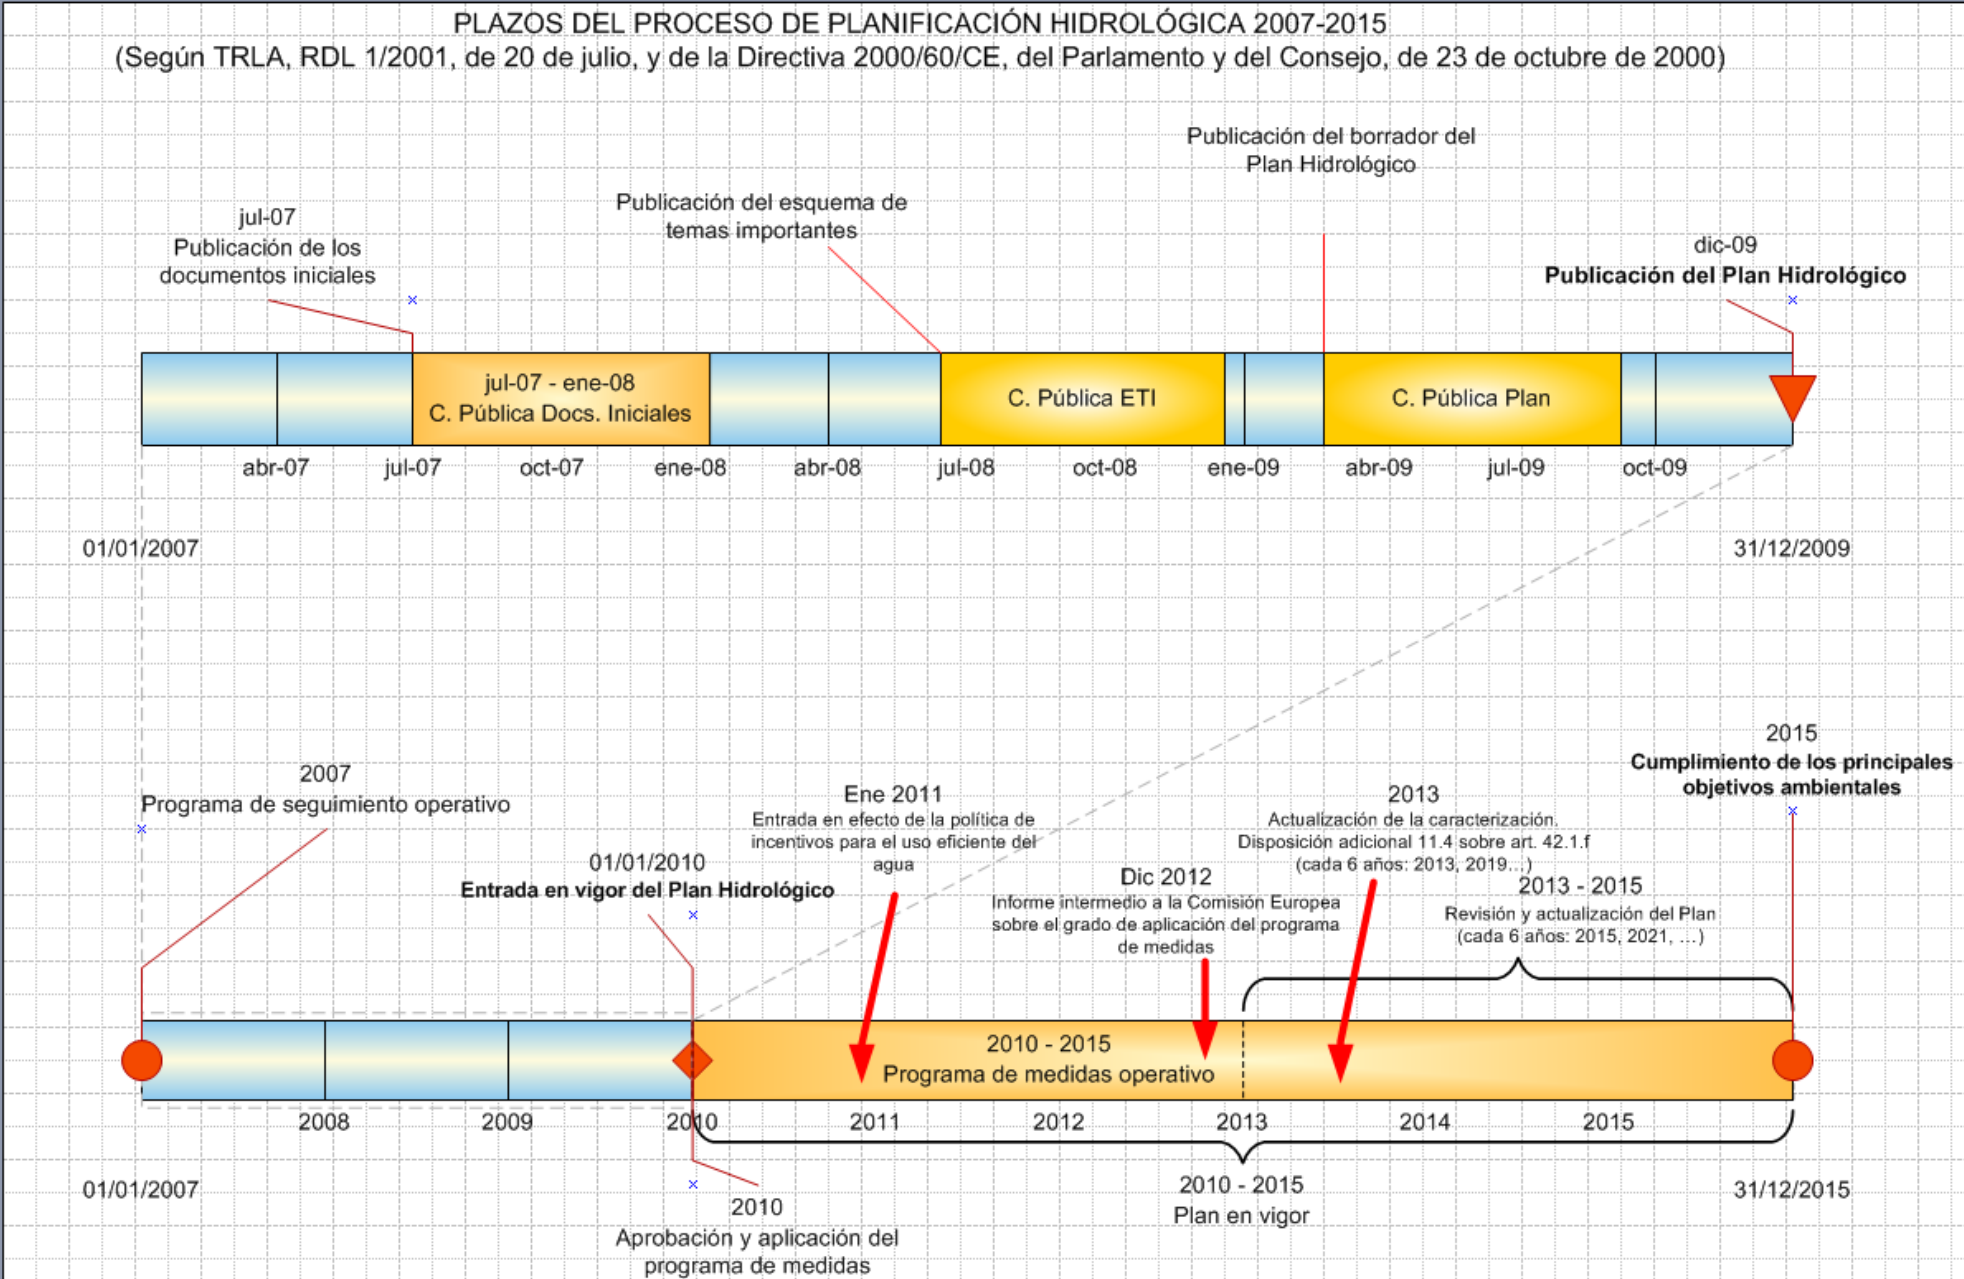 PLAZOS DEL PROCESO DE PLANIFICACIÓN HIDROLÓGICA 2007-2015
(Según TRLA, RDL 1/2001, de 20 de julio, y de la Directiva 2000/60/CE, del Parlamento y del Consejo, de 23 de octubre de 2000)
Publicación del borrador del
Plan Hidrológico
Publicación del esquema de
temas importantes
jul-07
Publicación de los
documentos iniciales
dic-09
Publicación del Plan Hidrológico
jul-07 - ene-08
C. Pública Docs. Iniciales
C. Pública ETI
C. Pública Plan
abr-07
jul-07
oct-07
ene-08
abr-08
jul-08
oct-08
ene-09
abr-09
jul-09
oct-09
01/01/2007
31/12/2009
2007
Programa de seguimiento operativo
01/01/2010
Entrada en vigor del Plan Hidrológico
Ene 2011
Entrada en efecto de la política de
incentivos para el uso eficiente del
agua
Dic 2012
Informe intermedio a la Comisión Europea
sobre el grado de aplicación del programa
de medidas
2013
Actualización de la caracterización.
Disposición adicional 11.4 sobre art. 42.1.f
(cada 6 años: 2013, 2019...)
2013 - 2015
Revisión y actualización del Plan
(cada 6 años: 2015, 2021, ...)
2015
Cumplimiento de los principales
objetivos ambientales
2010 - 2015
Programa de medidas operativo
2008
2009
2010
2011
2012
2013
2014
2015
01/01/2007
2010 - 2015
Plan en vigor
31/12/2015
2010
Aprobación y aplicación del
programa de medidas